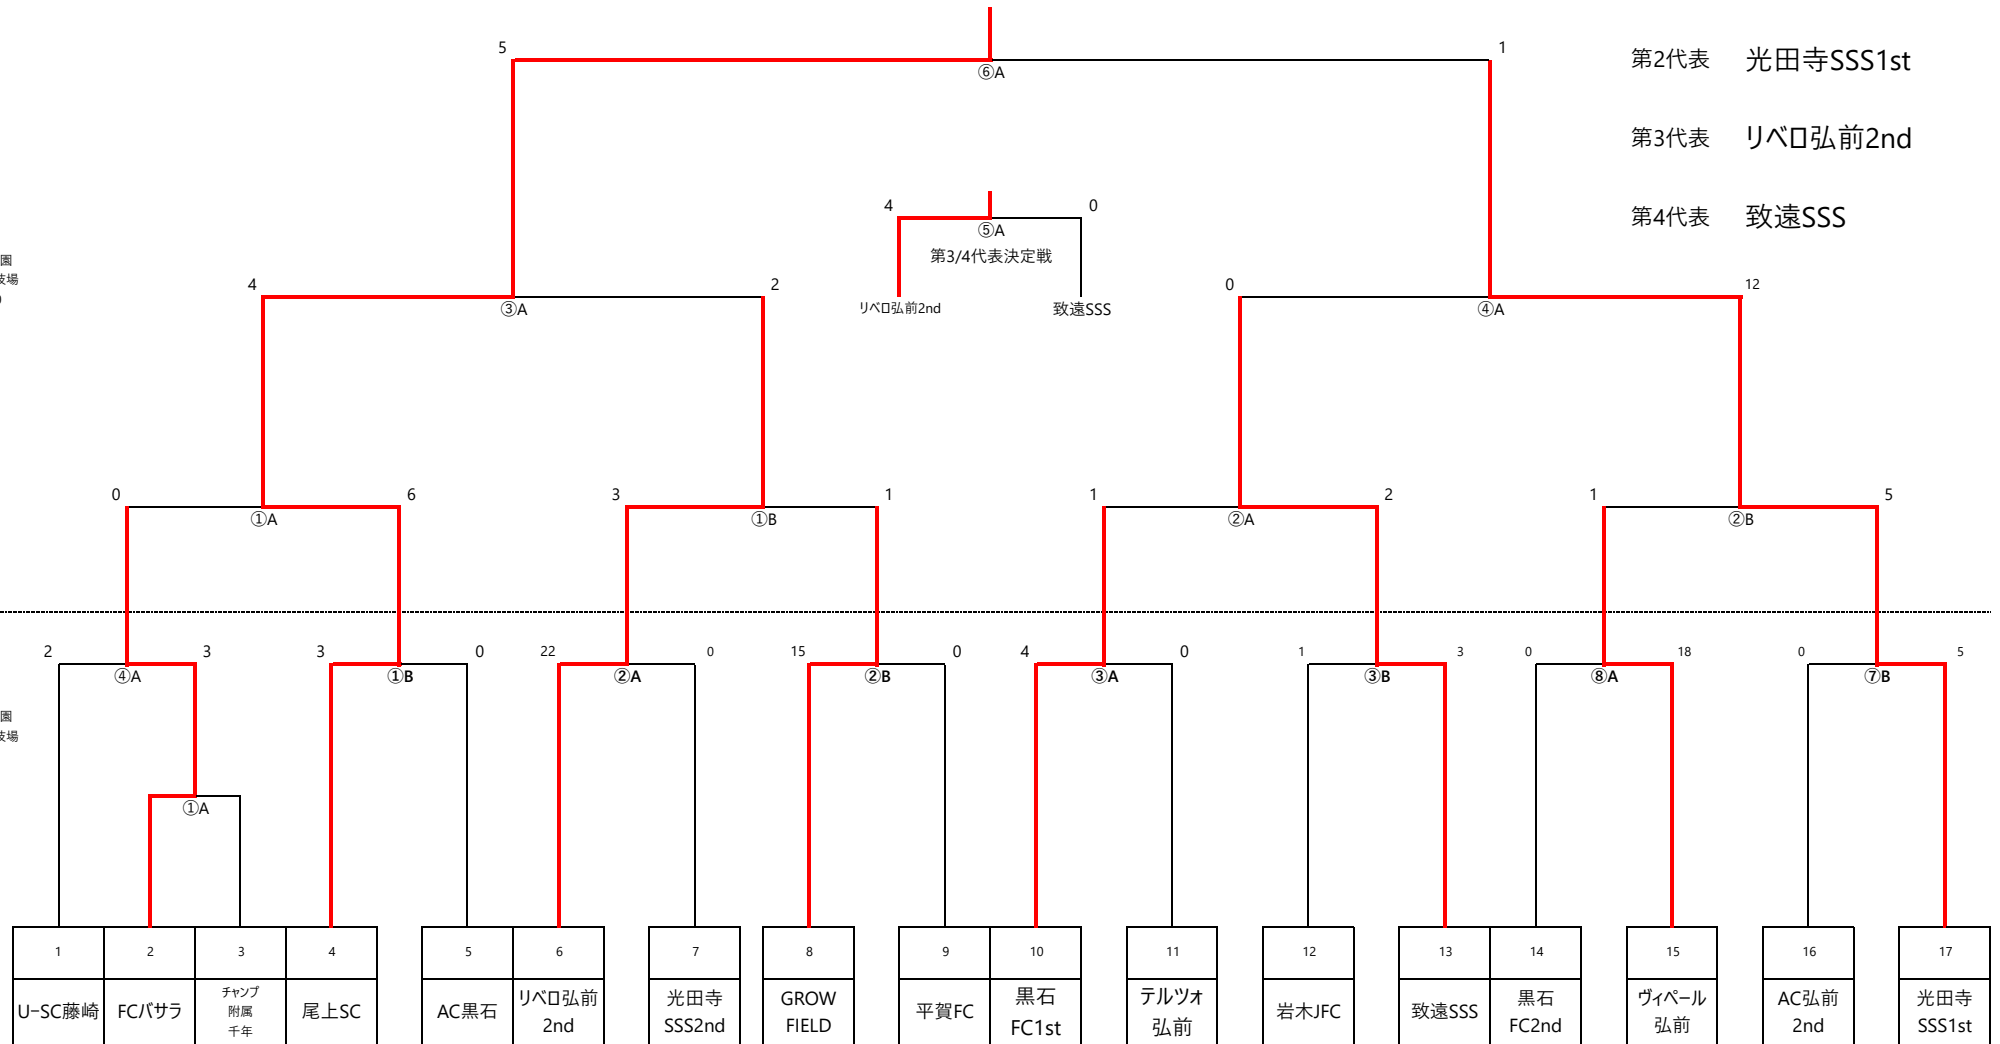 5
1
⑥A
第2代表 光田寺SSS1st
第3代表 リベロ弘前2nd
4
0
⑤A
第3/4代表決定戦
リベロ弘前2nd
致遠SSS
第4代表 致遠SSS
園
技場
4
2
③A
0
12
④A
0
6
①A
3
1
①B
1
2
②A
1
5
②B
2
3
④A
3
0
①B
22
0
②A
15
0
②B
4
0
③A
1
3
③B
0
18
⑧A
0
5
⑦B
園
技場
①A
1 2 3 4 5 6 7 8 9 10 11 12 13 14 15 16 17
U-SC藤崎
FCバサラ
チャンプ
附属
千年
尾上SC
AC黒石
リベロ弘前
2nd
光田寺
SSS2nd
GROW
FIELD
平賀FC
黒石
FC1st
テルツォ
弘前
岩木JFC
致遠SSS
黒石
FC2nd
ヴィペール
弘前
AC弘前
2nd
光田寺
SSS1st